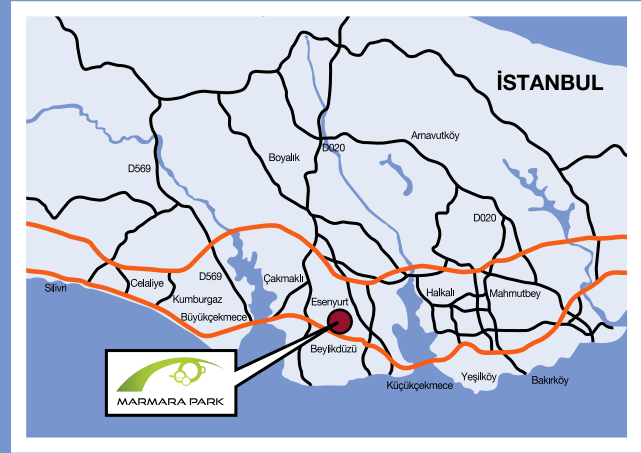 İSTANBUL
Arnavutköy
D020
Boyalık
D569
D020
D569
Çakmaklı
Silivri
Celaliye
Kumburgaz
Büyükçekmece
Esenyurt
Halkalı
Mahmutbey
Beylikdüzü
Küçükçekmece
Yeşilköy
Bakırköy
MARMARA PARK